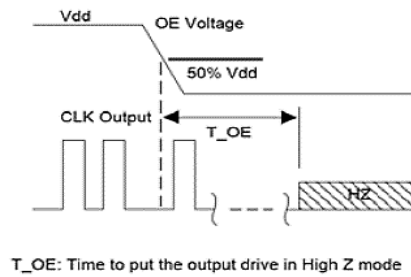 Vdd
OE Voltage
50% Vdd
CLK Output
T_OE
HZ
T_OE: Time to put the output drive in High Z mode